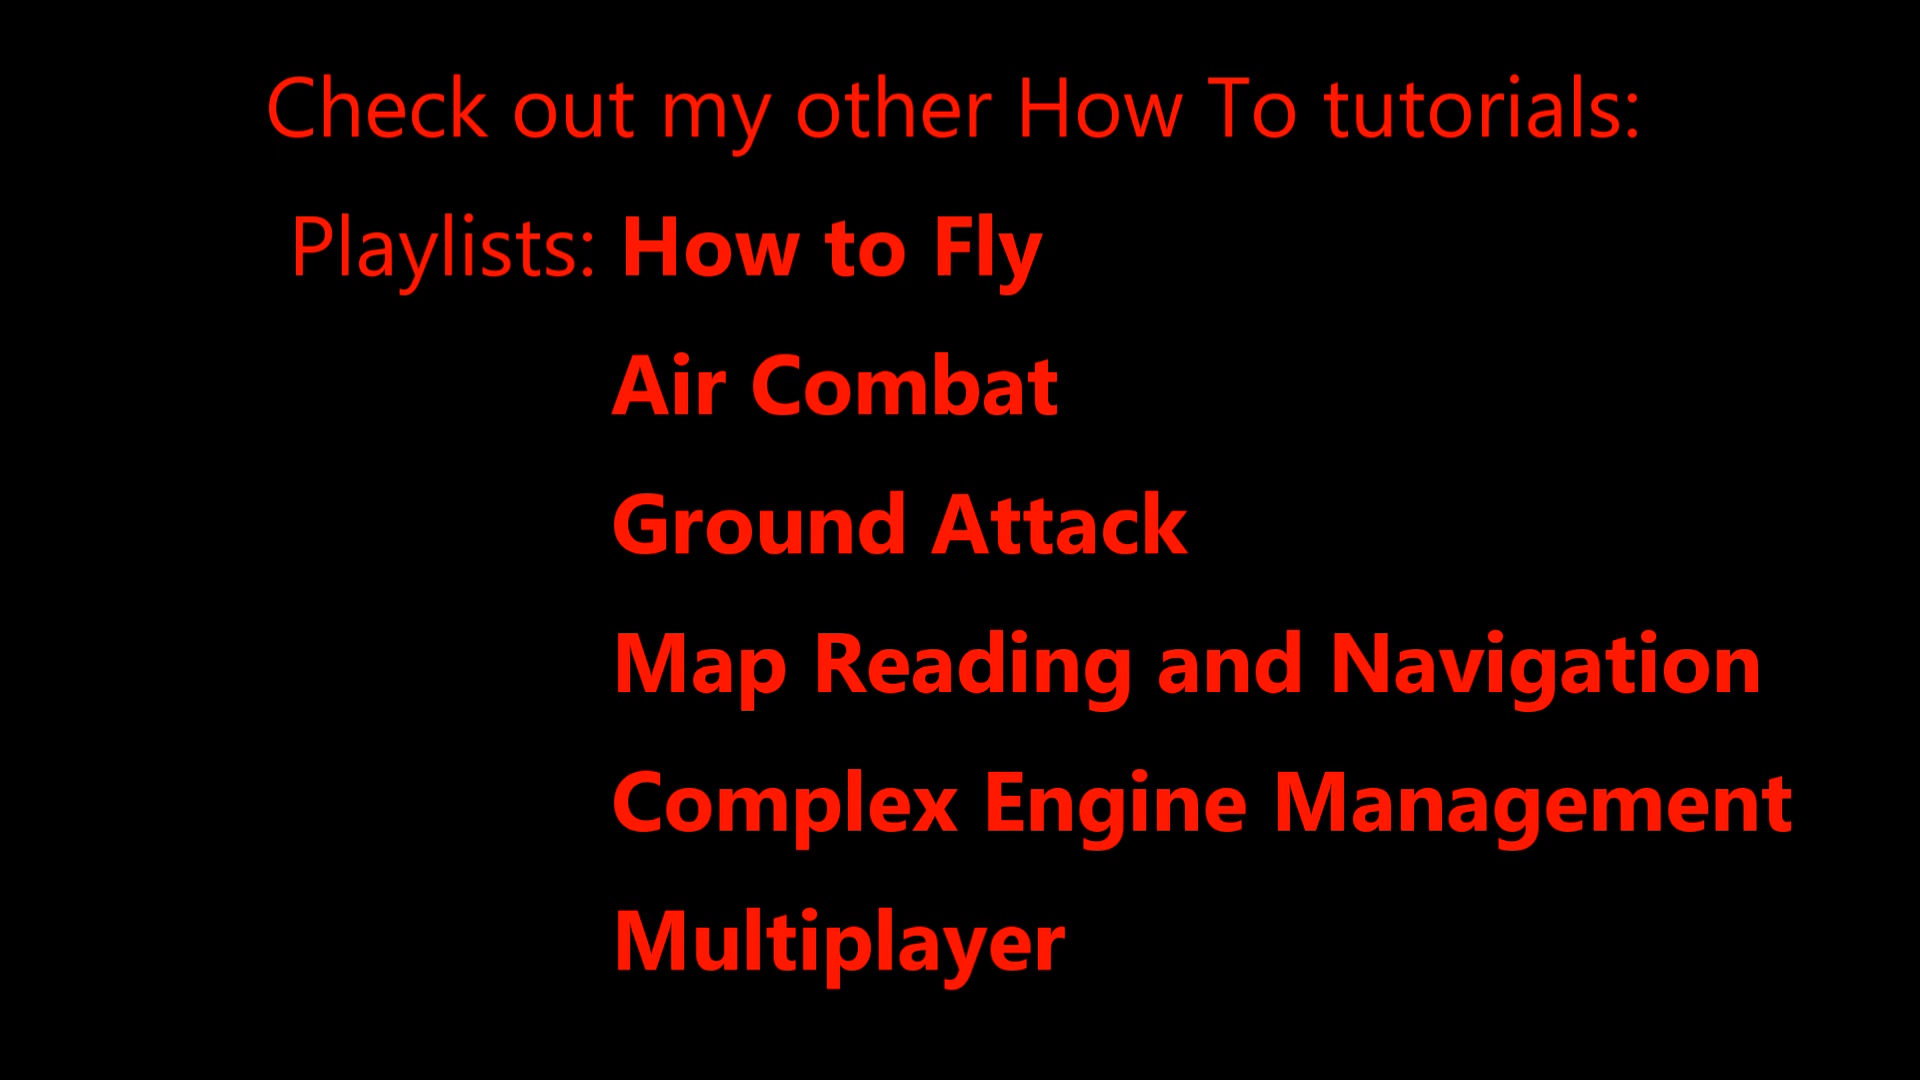 Check out my other How To tutorials:
Playlists: How to Fly
Air Combat
Ground Attack
Map Reading and Navigation
Complex Engine Management
Multiplayer